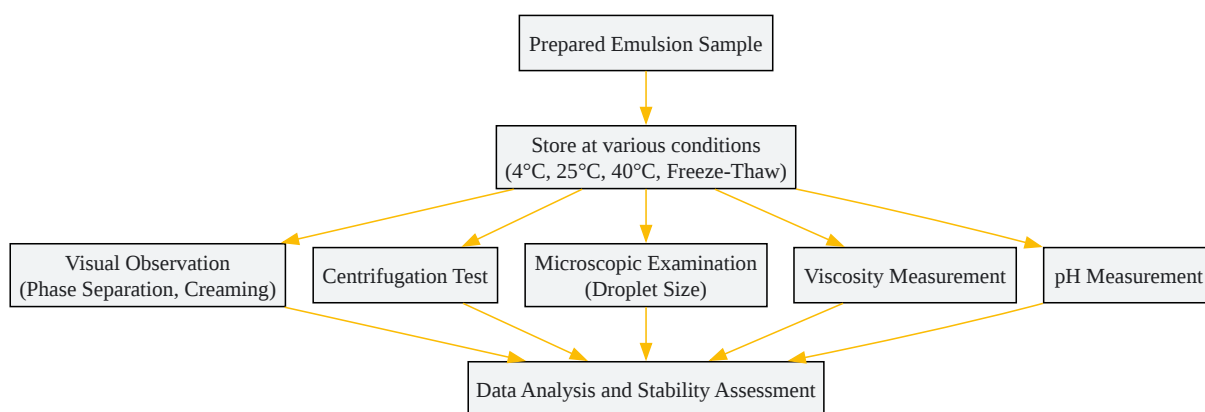 Prepared Emulsion Sample
Store at various conditions
(4°C, 25°C, 40°C, Freeze-Thaw)
Visual Observation
(Phase Separation, Creaming)
Centrifugation Test
Microscopic Examination
(Droplet Size)
Viscosity Measurement
pH Measurement
Data Analysis and Stability Assessment